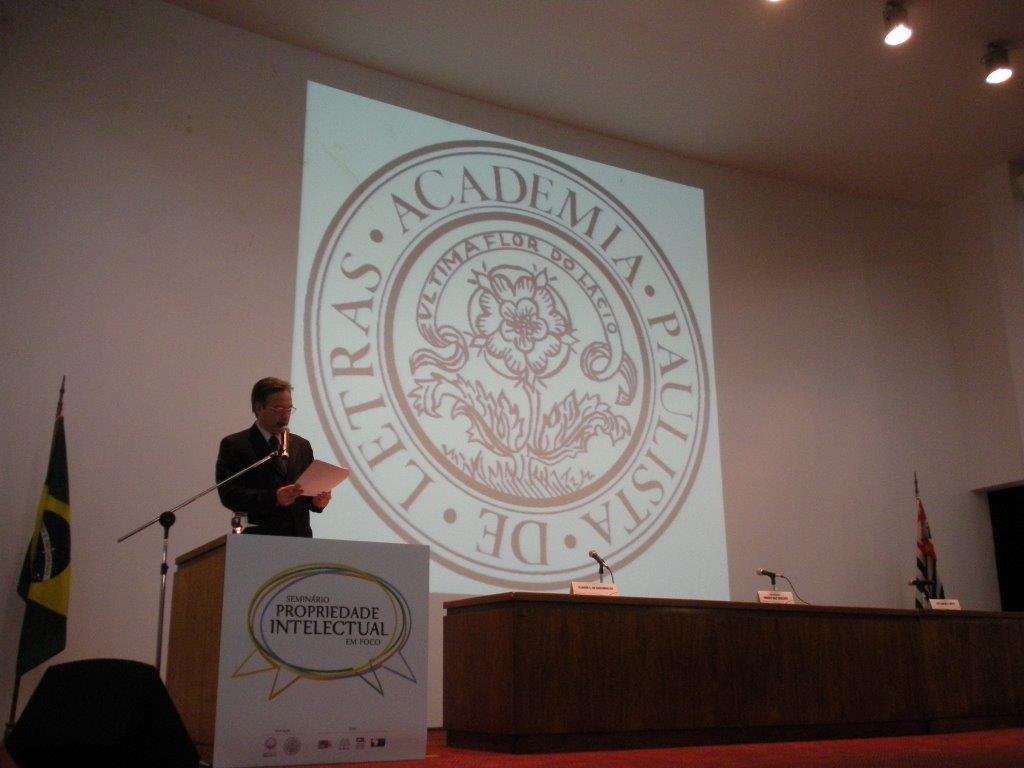 ACADEMIA • PAULISTA • DE • LETRAS •
VLTIMA FLOR DO LACIO
SEMINÁRIO
PROPRIEDADE
INTELECTUAL
EM FOCO